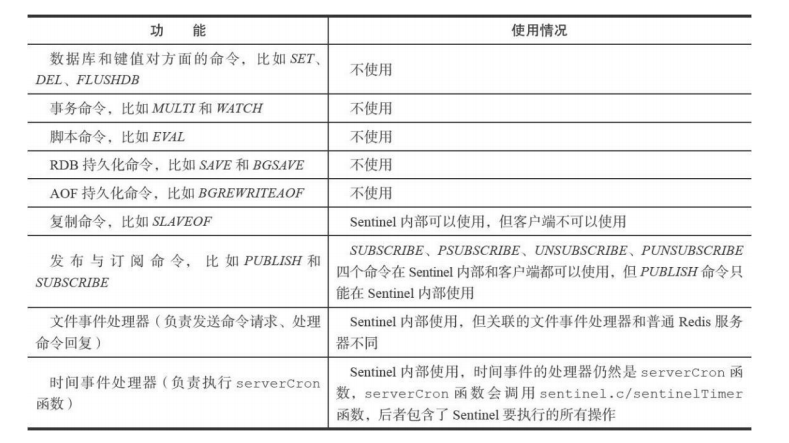 功 能 使用情况
数据库和键值对方面的命令，比如 SET、 DEL、FLUSHDB
不使用
事务命令，比如 MULTI 和 WATCH 不使用
脚本命令，比如 EVAL 不使用
RDB 持久化命令，比如 SAVE 和 BGSAVE 不使用
AOF 持久化命令，比如 BGREWRITEAOF 不使用
复制命令，比如 SLAVEOF Sentinel 内部可以使用，但客户端不可以使用
发布与订阅命令，比如 PUBLISH 和
SUBSCRIBE
SUBSCRIBE、PSUBSCRIBE、UNSUBSCRIBE、PUNSUBSCRIBE
四个命令在 Sentinel 内部和客户端都可以使用，但 PUBLISH 命令只
能在 Sentinel 内部使用
文件事件处理器（负责发送命令请求、处理
命令回复）
Sentinel 内部使用，但关联的文件事件处理器和普通 Redis 服务
器不同
时间事件处理器（负责执行 serverCron
函数）
Sentinel 内部使用，时间事件的处理器仍然是 serverCron 函
数，serverCron 函数会调用 sentinel.c/sentinelTimer
函数，后者包含了 Sentinel 要执行的所有操作